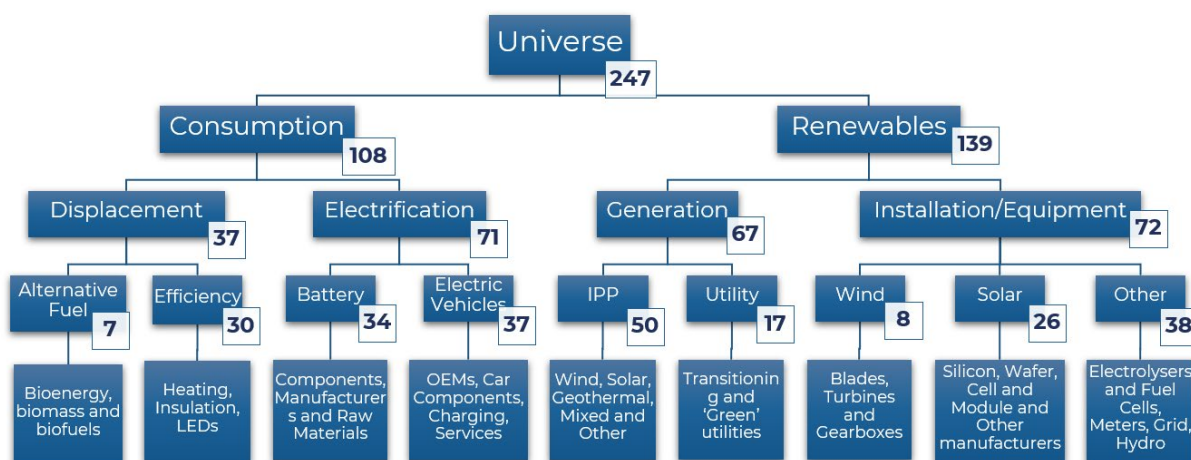 Universe
247
Consumption
108
Renewables
139
Displacement
37
Electrification
71
Generation
67
Installation/Equipment
72
Alternative
Fuel
7
Efficiency
30
Battery
34
Electric
Vehicles
37
IPP
50
Utility
17
Wind
8
Solar
26
Other
38
Bioenergy,
biomass and
biofuels
Heating,
Insulation,
LEDs
Components,
Manufacturer
s and Raw
Materials
OEMs, Car
Components,
Charging,
Services
Wind, Solar,
Geothermal,
Mixed and
Other
Transitionin
g and
‘Green’
utilities
Blades,
Turbines
and
Gearboxes
Silicon, Wafer,
Cell and
Module and
Other
manufacturers
Electrolysers
and Fuel
Cells,
Meters, Grid,
Hydro